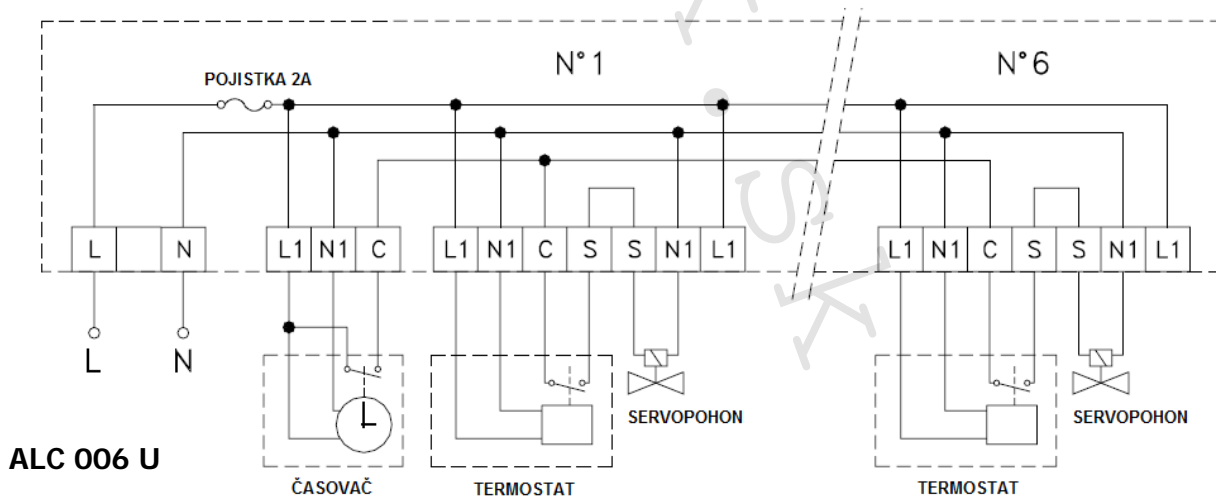 N° 1
N° 6
POJISTKA 2A
L N L1 N1 C L1 N1 C S S N1 L1 L1 N1 C S S N1 L1
L N
SERVOPOHON
SERVOPOHON
ALC 006 U
ČASOVAČ
TERMOSTAT
TERMOSTAT